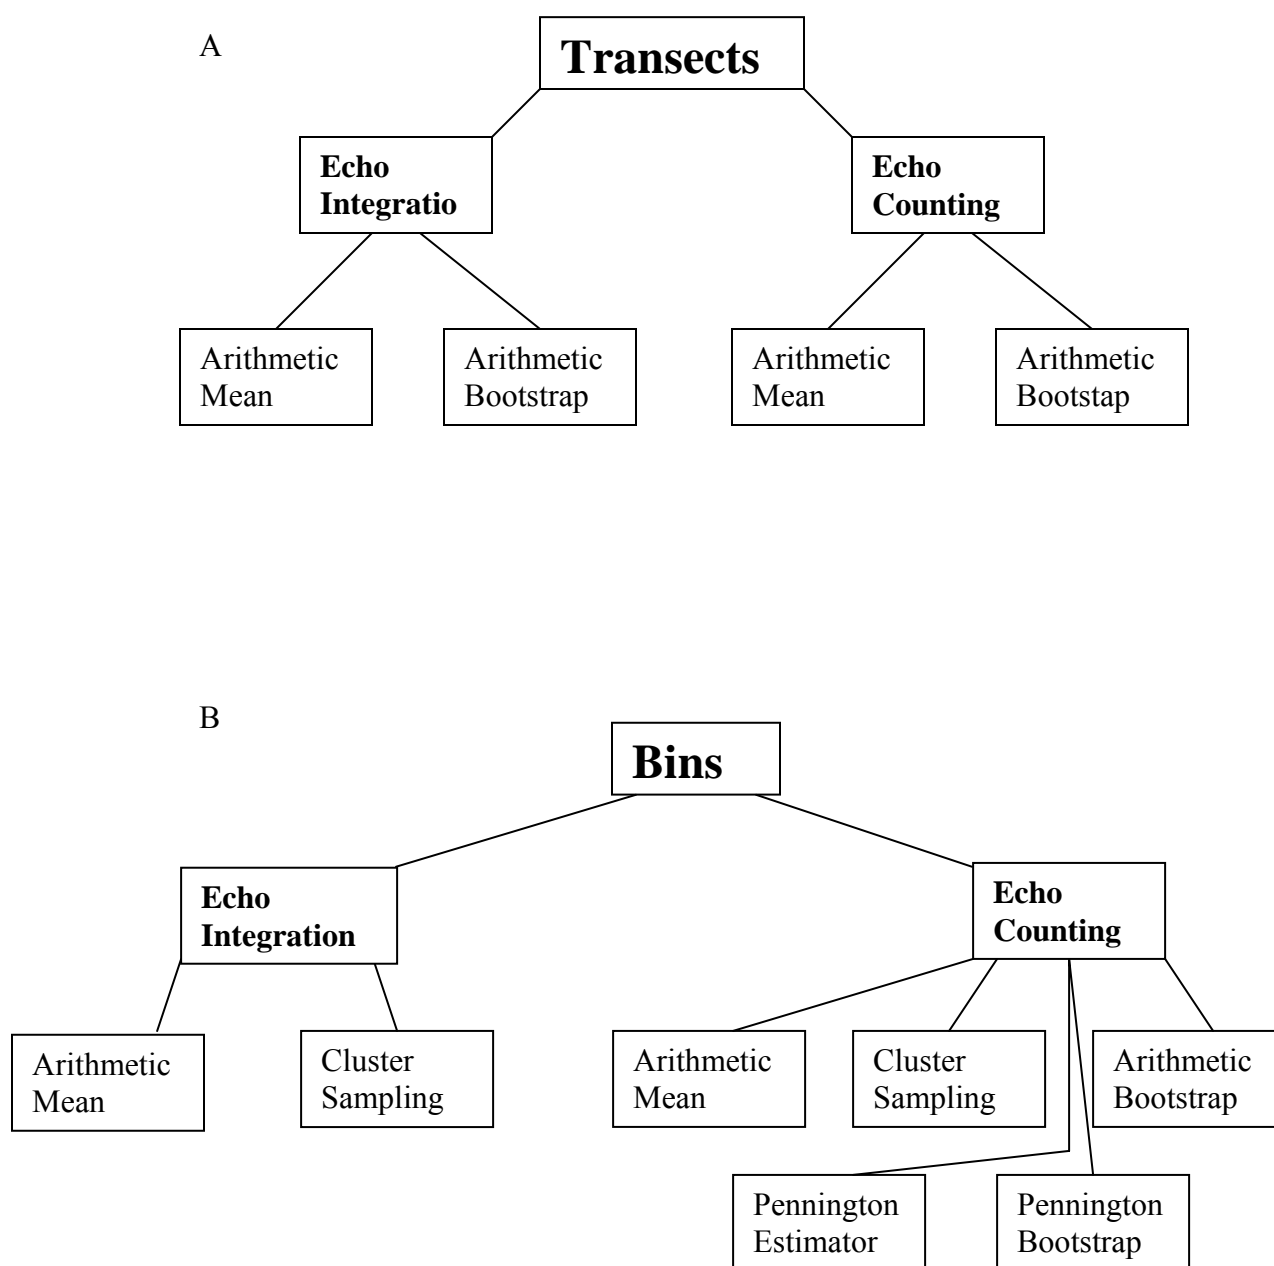 A
Transects
Echo
Integratio
Echo
Counting
Arithmetic
Mean
Arithmetic
Bootstrap
Arithmetic
Mean
Arithmetic
Bootstap
B
Bins
Echo
Integration
Echo
Counting
Arithmetic
Mean
Cluster
Sampling
Arithmetic
Mean
Cluster
Sampling
Arithmetic
Bootstrap
Pennington
Estimator
Pennington
Bootstrap